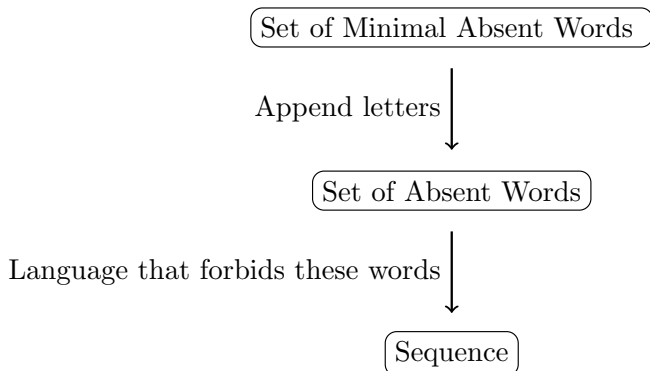 Set of Minimal Absent Words
Append letters
Set of Absent Words
Language that forbids these words
Sequence